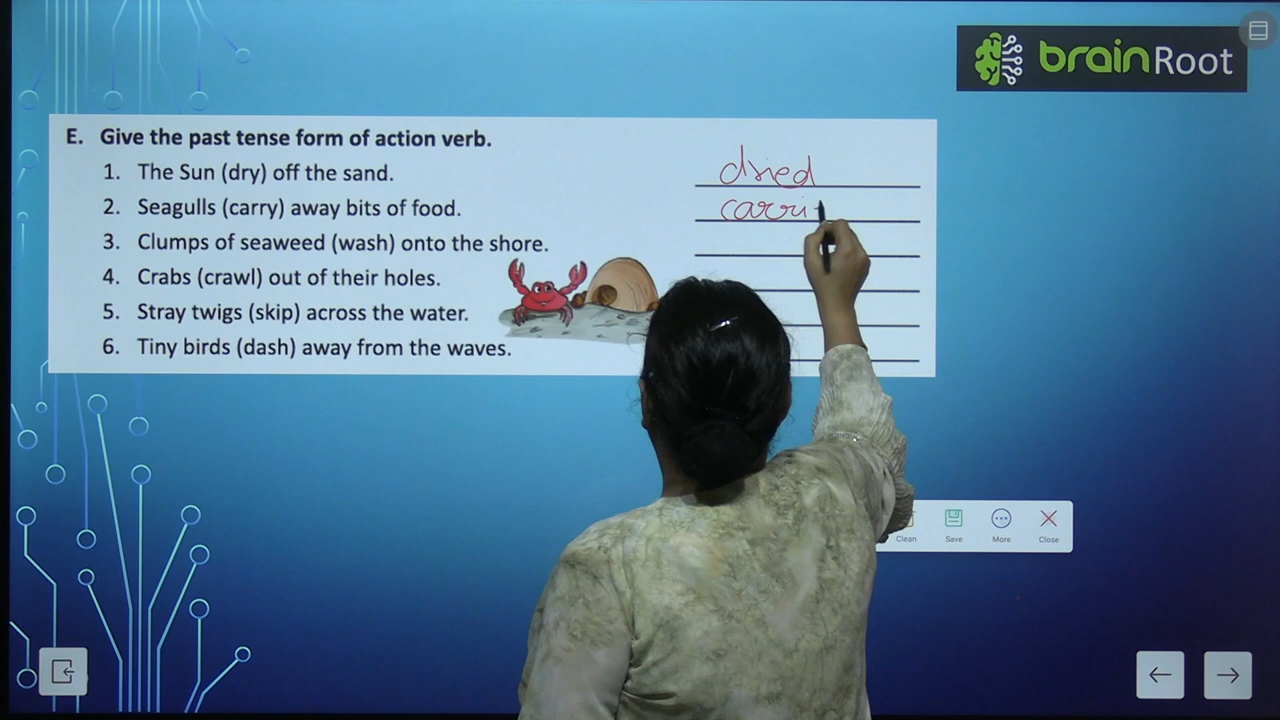 brainRoot
E. Give the past tense form of action verb.
1. The Sun (dry) off the sand. dried
2. Seagulls (carry) away bits of food. carri
3. Clumps of seaweed (wash) onto the shore.
4. Crabs (crawl) out of their holes.
5. Stray twigs (skip) across the water.
6. Tiny birds (dash) away from the waves.
Clean Save More Close